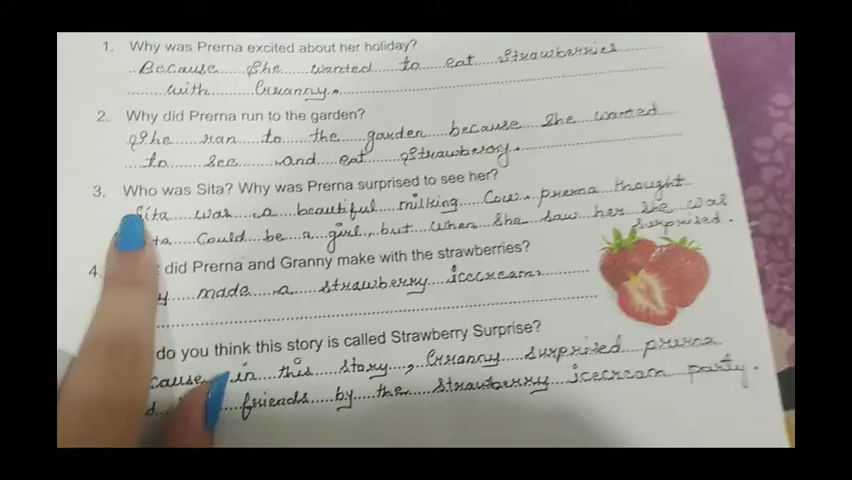 1. Why was Prerna excited about her holiday?
Because She wanted to eat strawberries
with Granny.
2. Why did Prerna run to the garden?
She ran to the garden because She wanted
to see and eat Strawberry.
3. Who was Sita? Why was Prerna surprised to see her?
Sita was a beautiful milking Cow. prerna thought
ta Could be a girl, but when She saw her She was
surprised.
4. did Prerna and Granny make with the strawberries?
y made a strawberry icecream.
do you think this story is called Strawberry Surprise?
cause in this story, Granny surprised prerna
d friends by the strawberry icecream party.